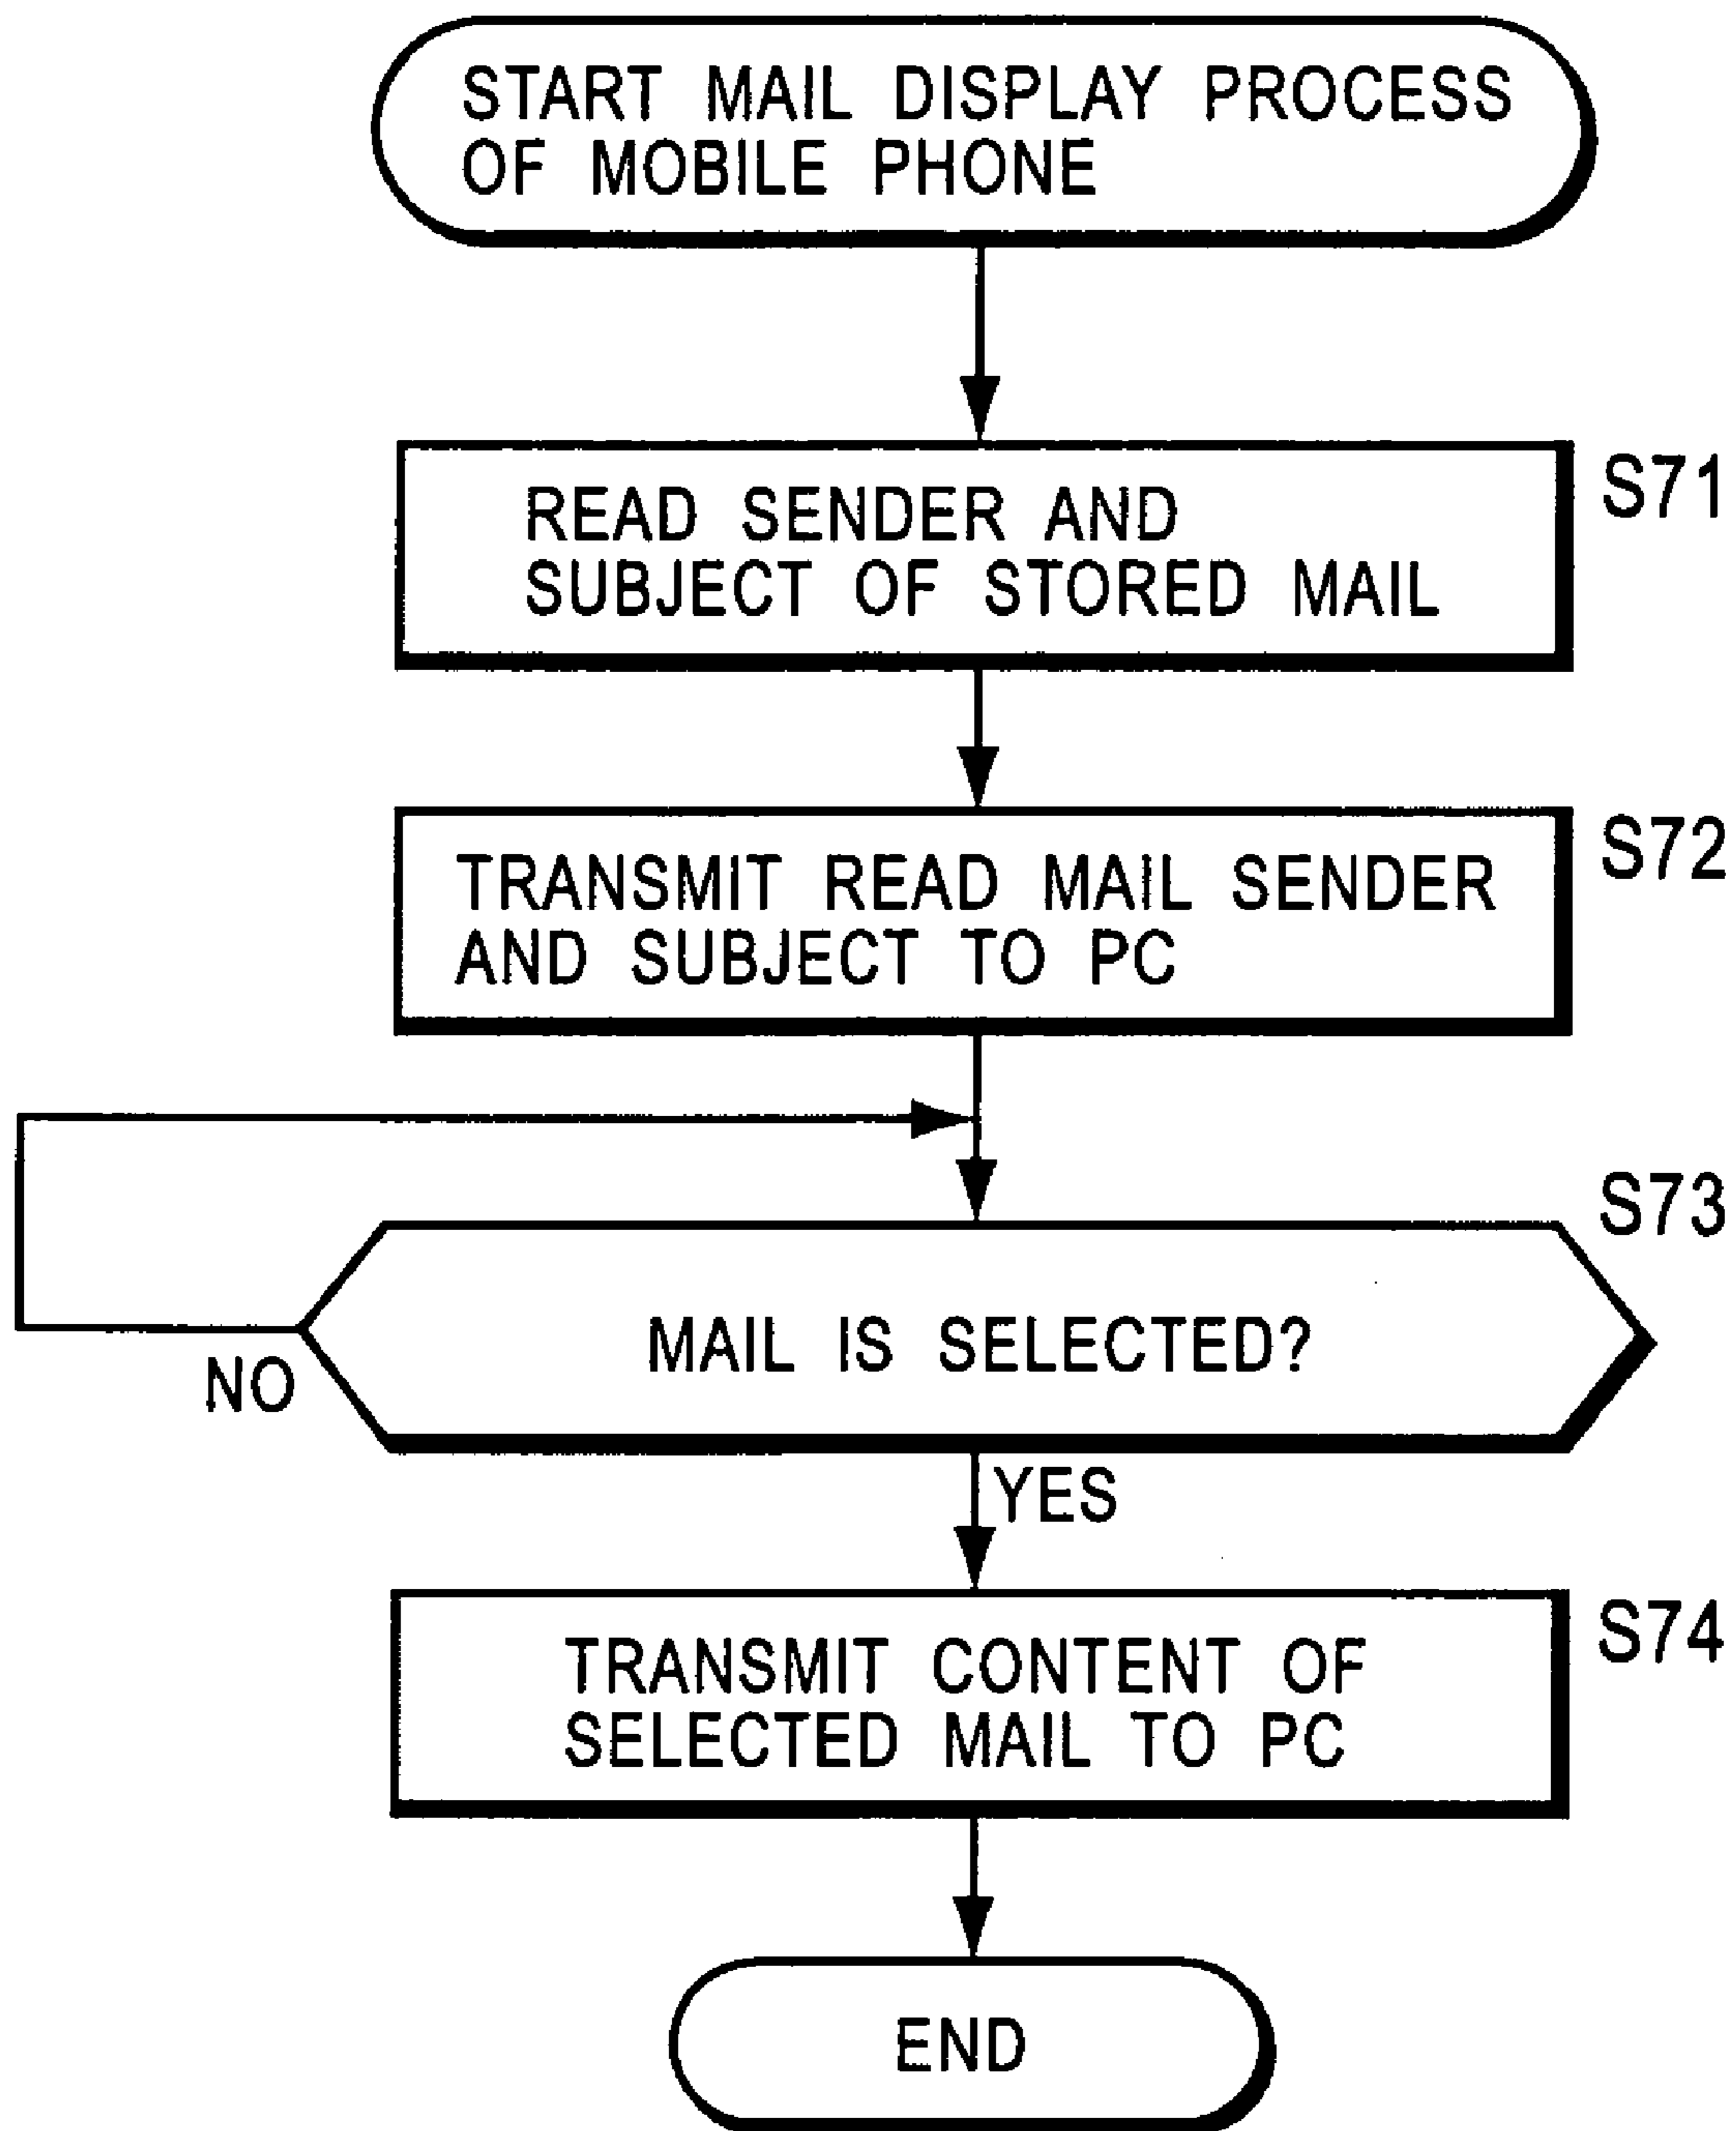 START MAIL DISPLAY PROCESS
OF MOBILE PHONE
READ SENDER AND
SUBJECT OF STORED MAIL
S71
TRANSMIT READ MAIL SENDER
AND SUBJECT TO PC
S72
MAIL IS SELECTED?
S73
NO
YES
TRANSMIT CONTENT OF
SELECTED MAIL TO PC
S74
END